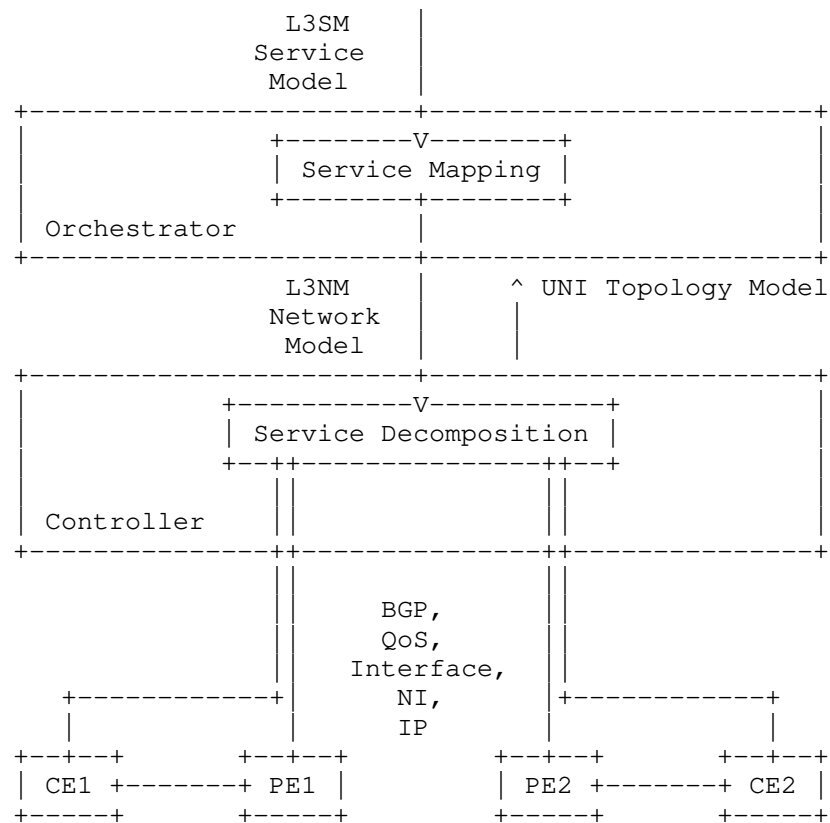 L3SM
Service
Model
V
Service Mapping
Orchestrator
L3NM ^ UNI Topology Model
Network
Model
V
Service Decomposition
Controller
BGP,
QoS,
Interface,
NI,
IP
CE1 PE1 PE2 CE2